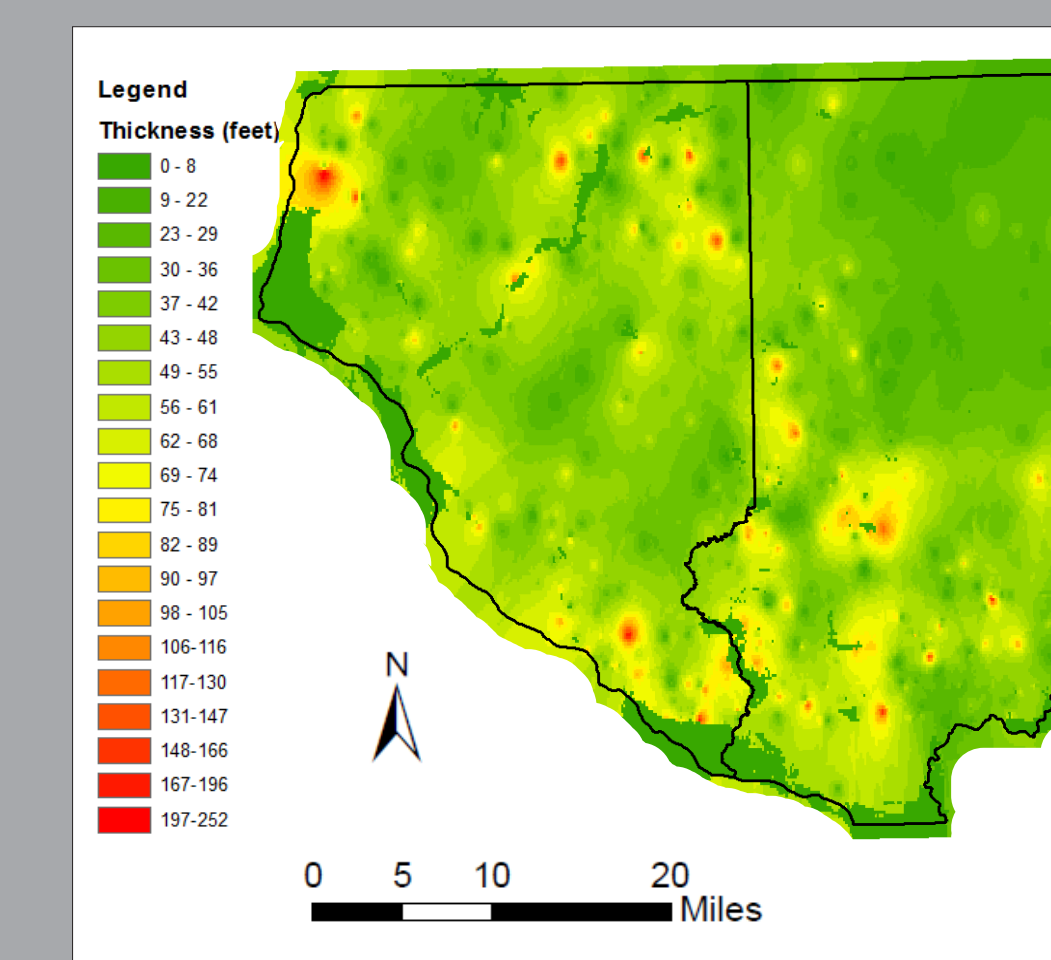 Legend
Thickness (feet)
0 - 8
9 - 22
23 - 29
30 - 36
37 - 42
43 - 48
49 - 55
56 - 61
62 - 68
69 - 74
75 - 81
82 - 89
90 - 97
98 - 105
106-116
117-130
131-147
148-166
167-196
197-252
N
0 5 10 20
Miles